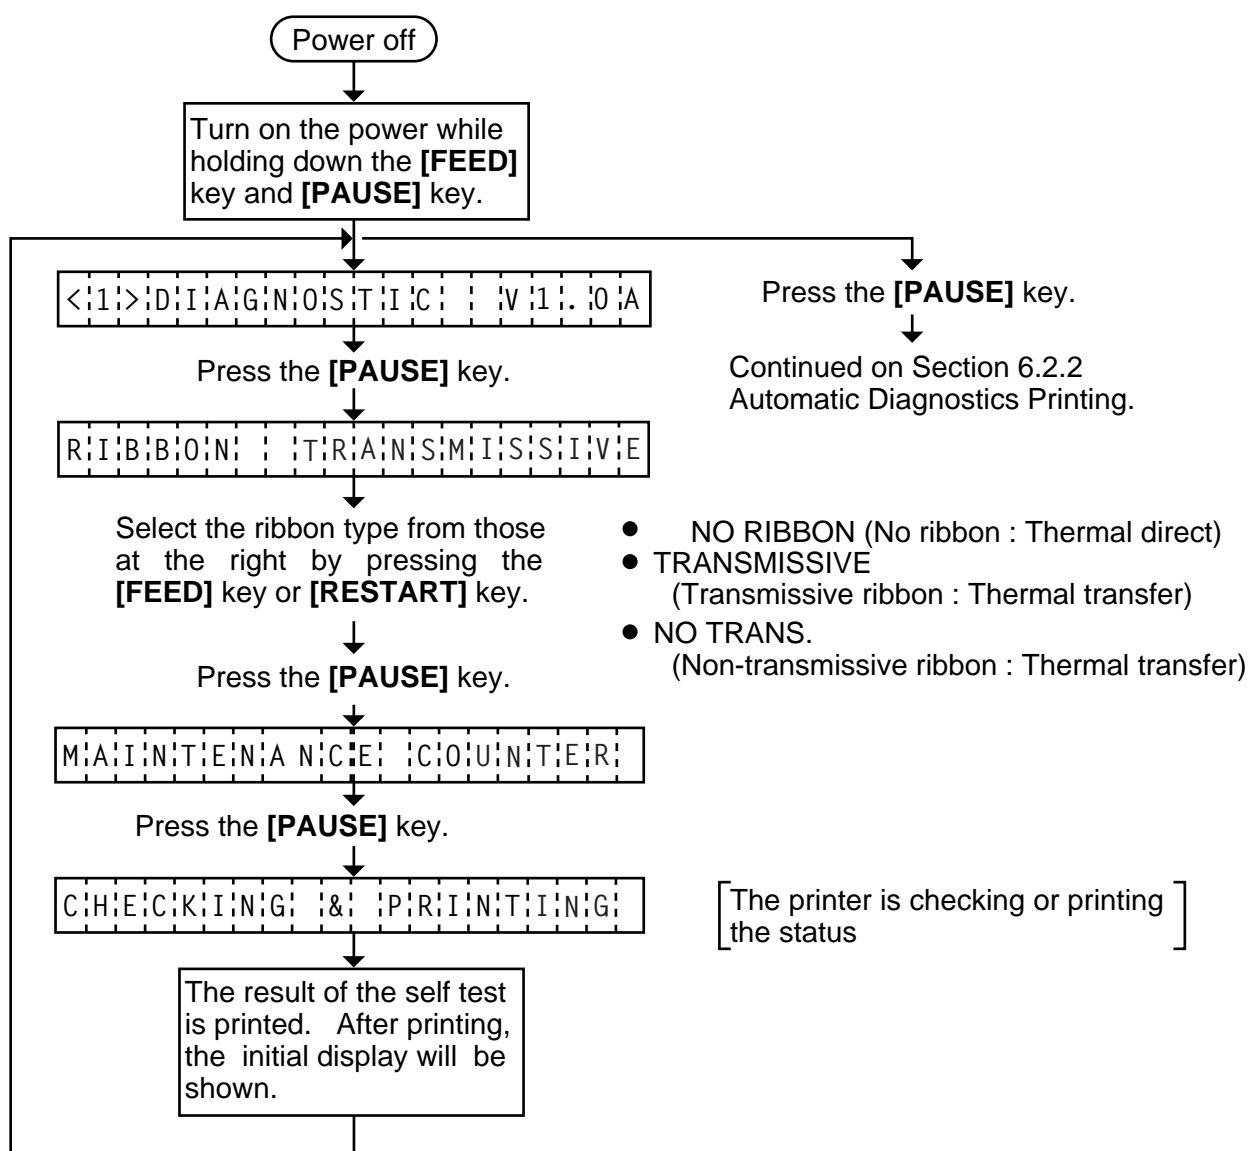 Power off
Turn on the power while
holding down the [FEED]
key and [PAUSE] key.
<1>DIAGNOSTIC  V1.0A
Press the [PAUSE] key.
Press the [PAUSE] key.
Continued on Section 6.2.2
Automatic Diagnostics Printing.
RIBBON  TRANSMISSIVE
Select the ribbon type from those
at the right by pressing the
[FEED] key or [RESTART] key.
● NO RIBBON (No ribbon : Thermal direct)
● TRANSMISSIVE
(Transmissive ribbon : Thermal transfer)
● NO TRANS.
(Non-transmissive ribbon : Thermal transfer)
Press the [PAUSE] key.
MAINTENANCE COUNTER
Press the [PAUSE] key.
CHECKING & PRINTING
[The printer is checking or printing
the status]
The result of the self test
is printed. After printing,
the initial display will be
shown.